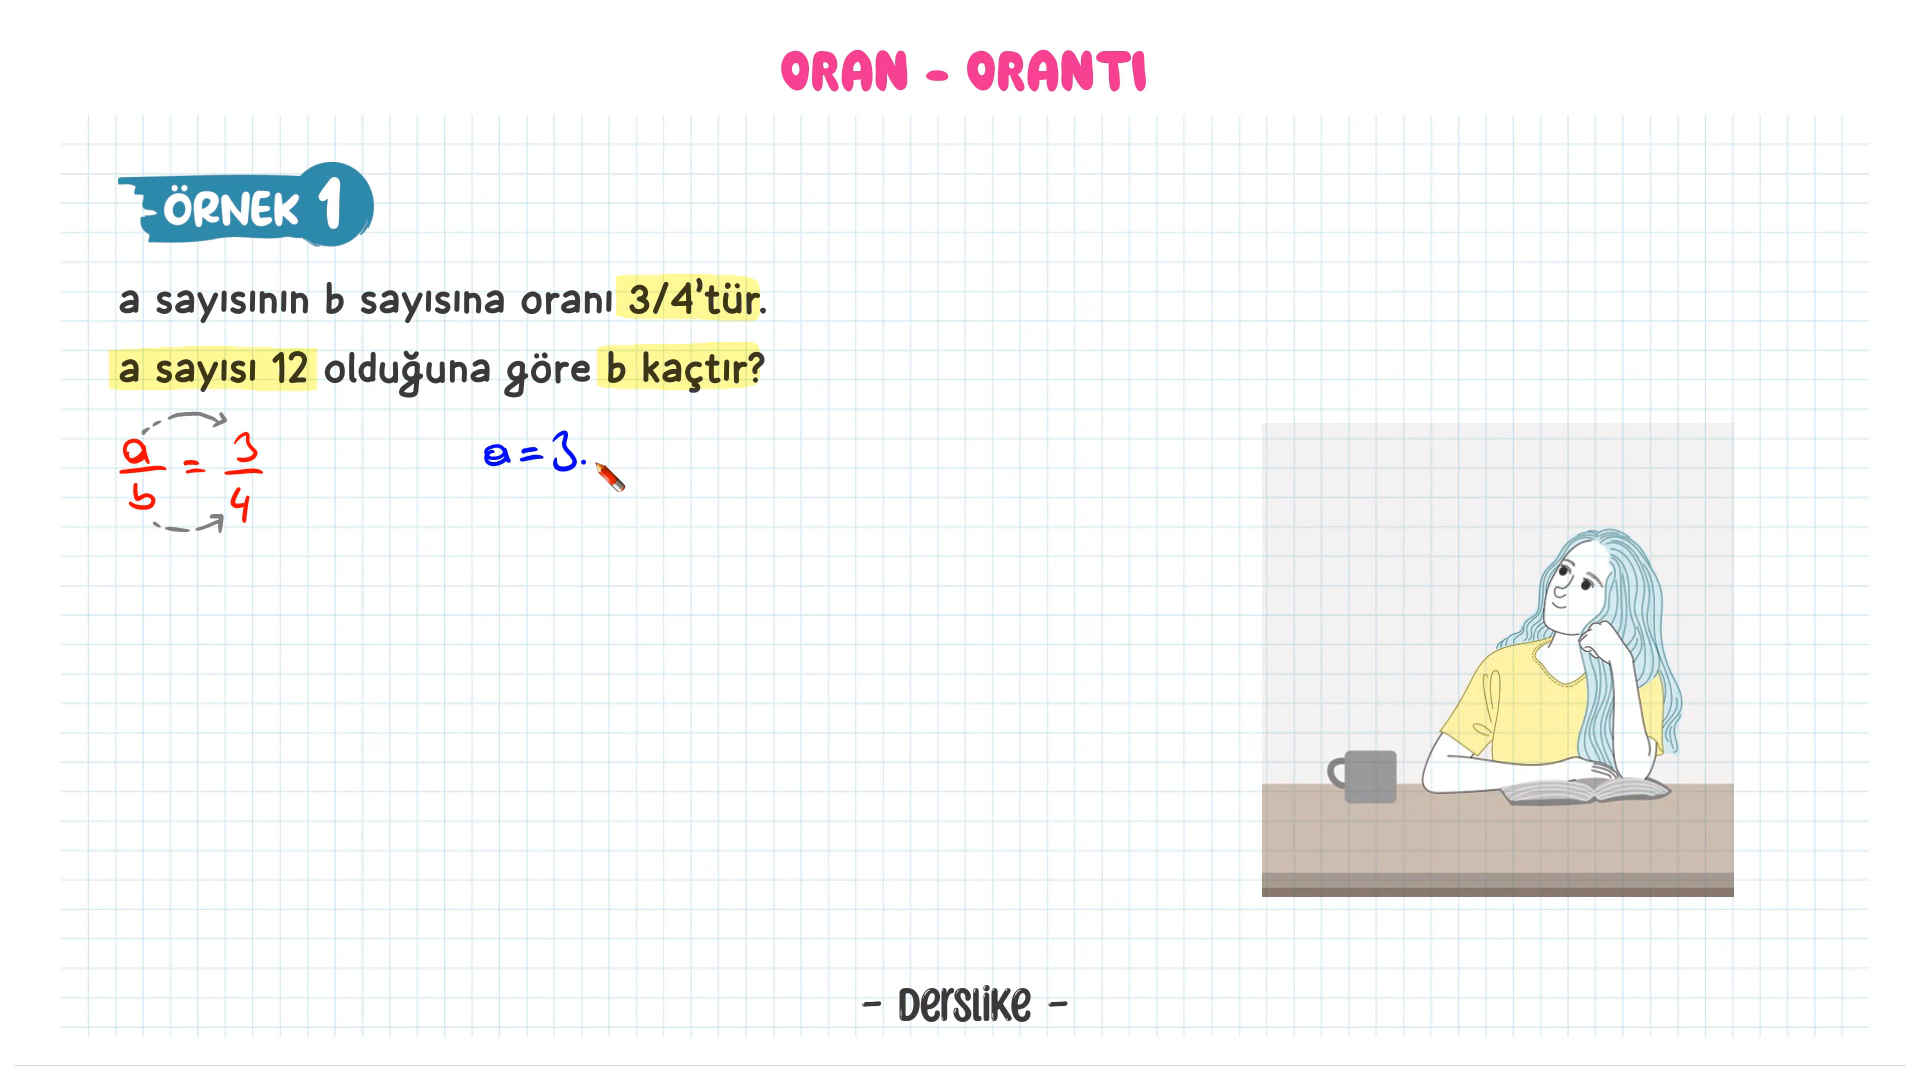 ORAN - ORANTI
ÖRNEK 1
a sayısının b sayısına oranı 3/4'tür.
a sayısı 12 olduğuna göre b kaçtır?
a/b = 3/4
a = 3.
- Derslike -